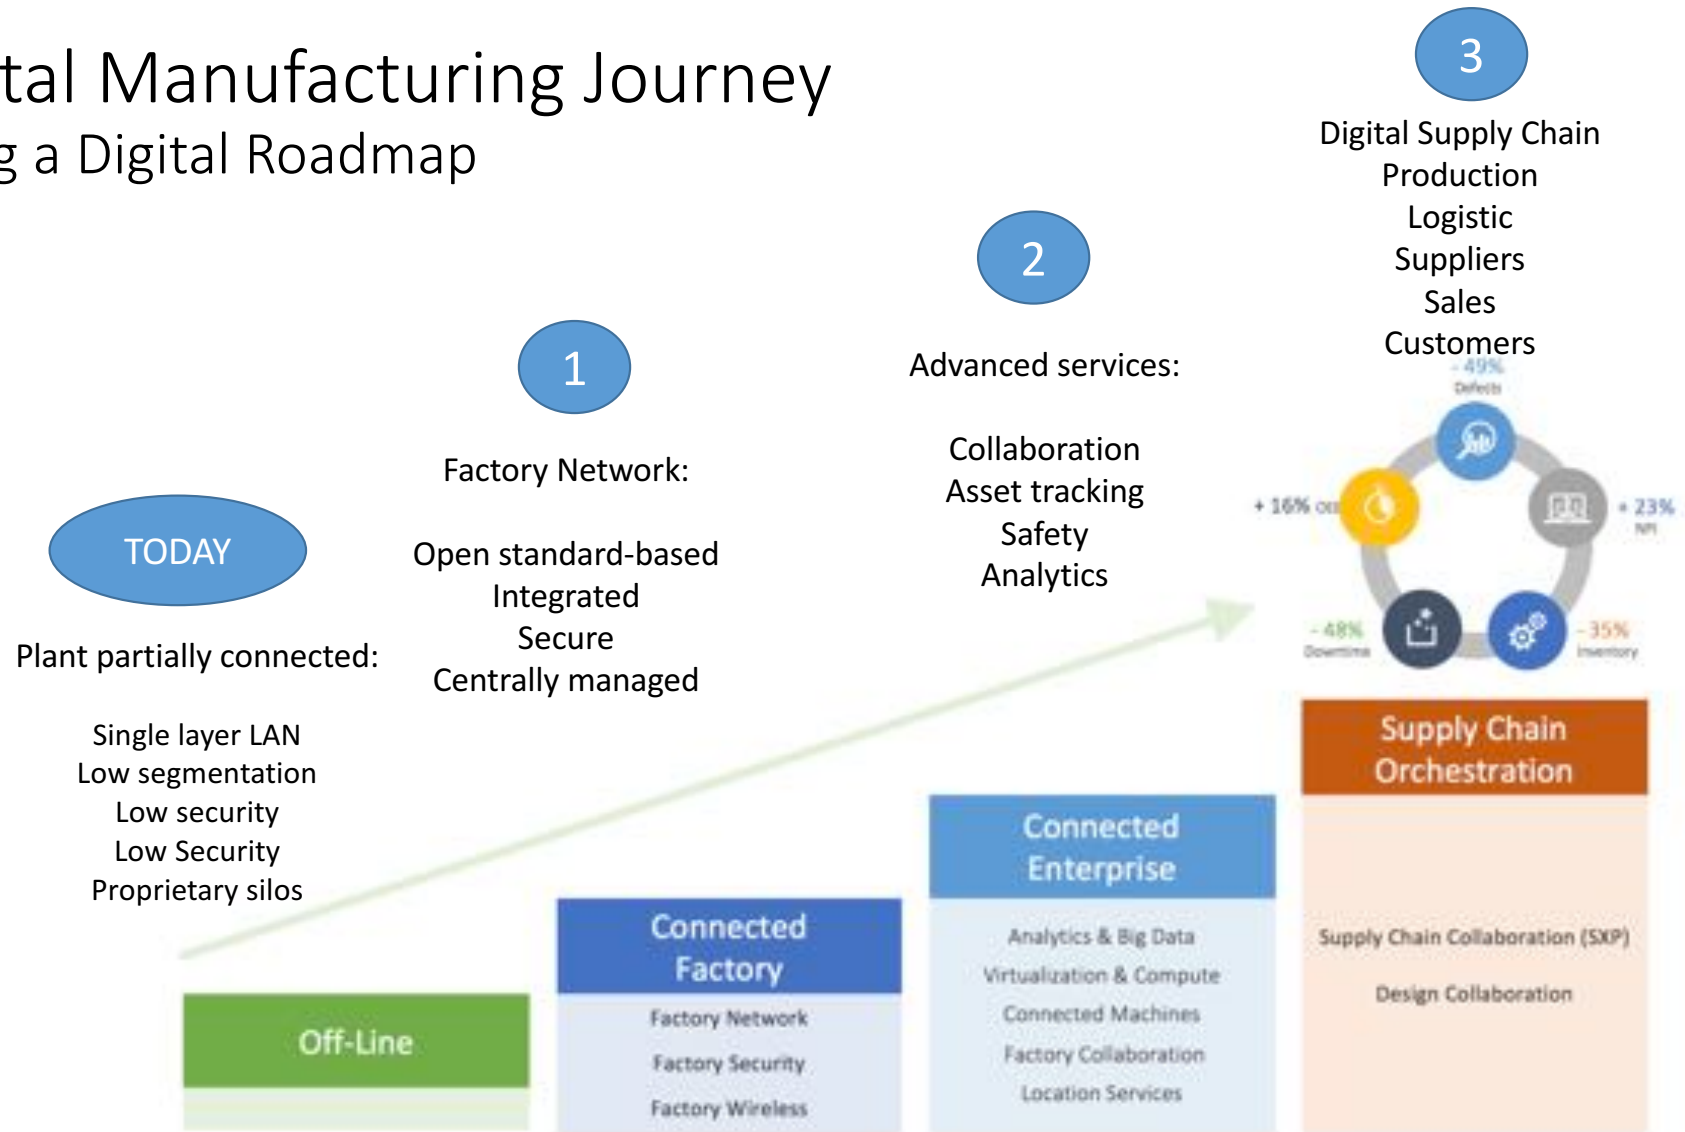 tal Manufacturing Journey
g a Digital Roadmap
TODAY
Plant partially connected:
Single layer LAN
Low segmentation
Low security
Low Security
Proprietary silos
1
Factory Network:
Open standard-based
Integrated
Secure
Centrally managed
2
Advanced services:
Collaboration
Asset tracking
Safety
Analytics
3
Digital Supply Chain
Production
Logistic
Suppliers
Sales
Customers
- 49%
Defects
+ 16%
+ 23%
NPI
- 48%
Downtime
- 35%
Inventory
Off-Line
Connected
Factory
Factory Network
Factory Security
Factory Wireless
Connected
Enterprise
Analytics & Big Data
Virtualization & Compute
Connected Machines
Factory Collaboration
Location Services
Supply Chain
Orchestration
Supply Chain Collaboration (SXP)
Design Collaboration